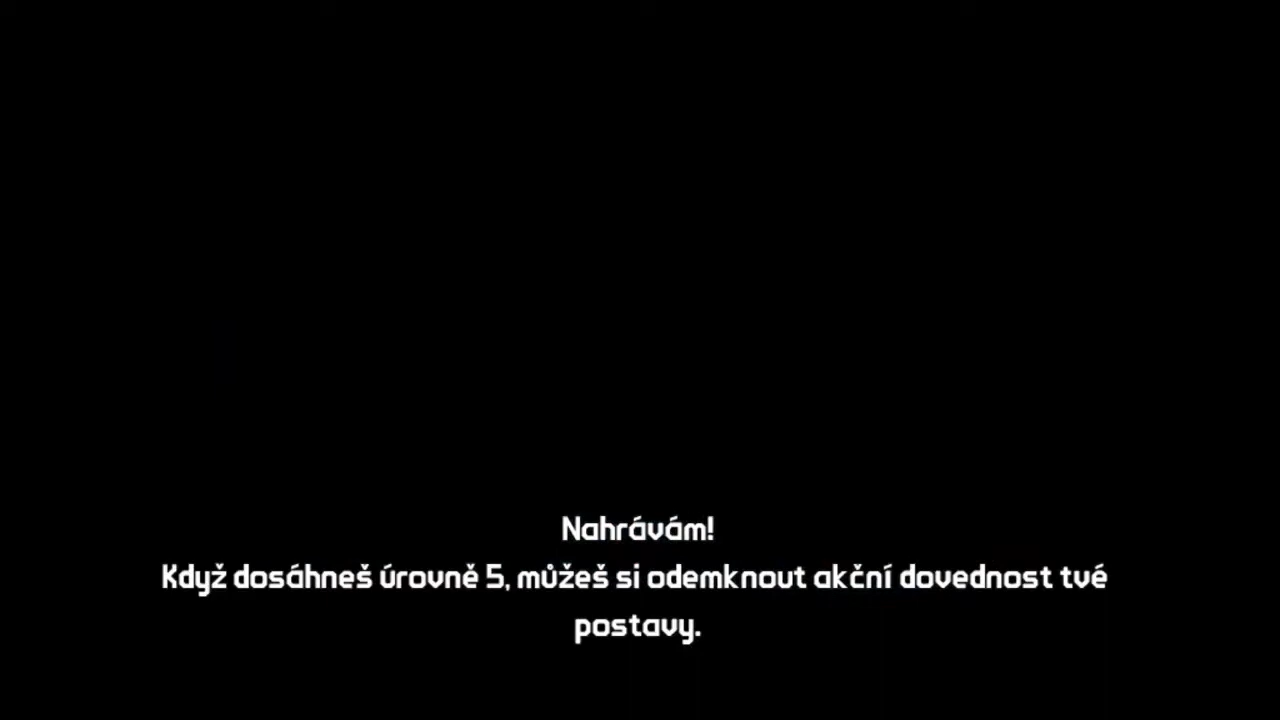 Nahrávám!
Když dosáhneš úrovně 5, můžeš si odemknout akční dovednost tvé
postavy.